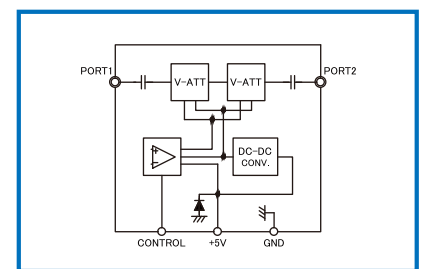 PORT1
PORT2
V-ATT
V-ATT
+
−
DC-DC
CONV.
CONTROL
+5V
GND